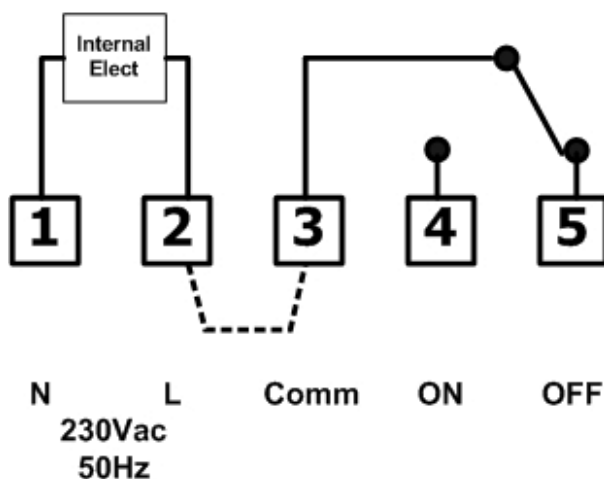 Internal
Elect
1 2 3 4 5
N L Comm ON OFF
230Vac
50Hz